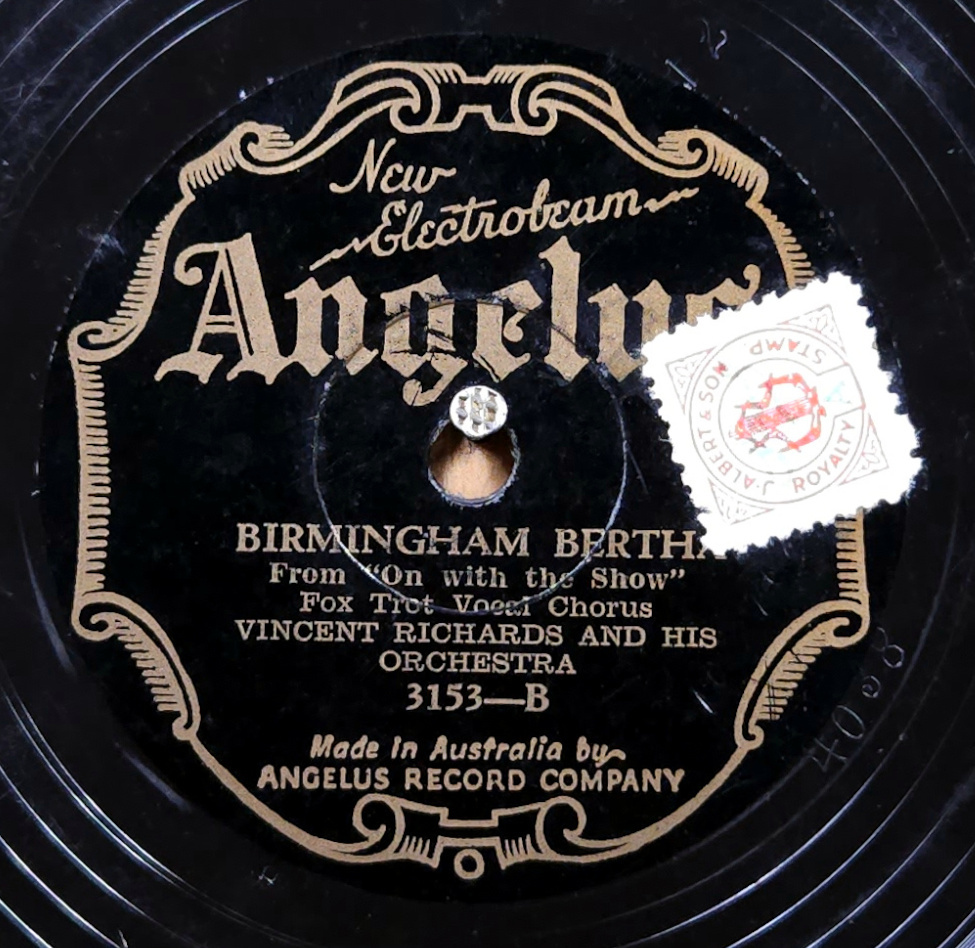 New
Electrobeam
Angelus
J. ALBERT & SON
ROYALTY STAMP.
BIRMINGHAM BERTHA
From “On with the Show”
Fox Trot Vocal Chorus
VINCENT RICHARDS AND HIS
ORCHESTRA
3153—B
Made in Australia by
ANGELUS RECORD COMPANY